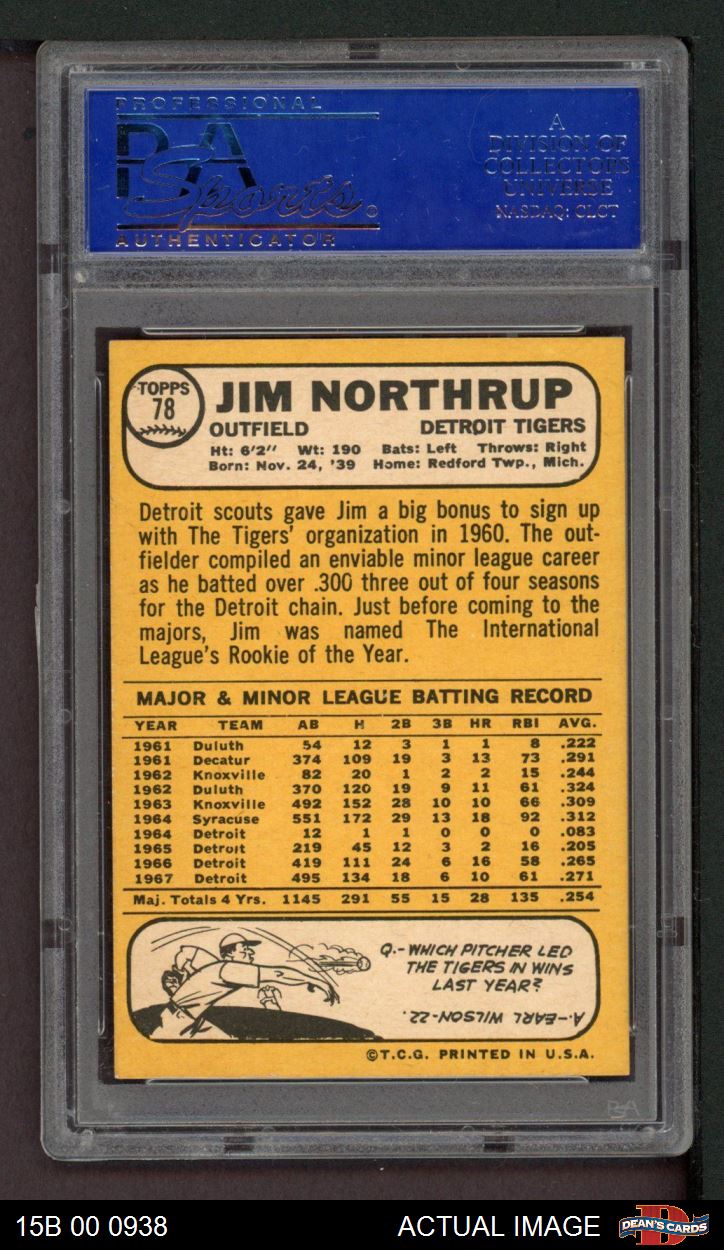 PROFESSIONAL
PSA
Sports
AUTHENTICATOR
A
DIVISION OF
COLLECTORS
UNIVERSE
NASDAQ: CLCT
TOPPS
78
JIM NORTHRUP
OUTFIELD DETROIT TIGERS
Ht: 6'2" Wt: 190 Bats: Left Throws: Right
Born: Nov. 24, '39 Home: Redford Twp., Mich.
Detroit scouts gave Jim a big bonus to sign up
with The Tigers' organization in 1960. The out-
fielder compiled an enviable minor league career
as he batted over .300 three out of four seasons
for the Detroit chain. Just before coming to the
majors, Jim was named The International
League's Rookie of the Year.
MAJOR & MINOR LEAGUE BATTING RECORD
YEAR TEAM AB H 2B 3B HR RBI AVG.
1961 Duluth 54 12 3 1 1 8 .222
1961 Decatur 374 109 19 3 13 73 .291
1962 Knoxville 82 20 1 2 2 15 .244
1962 Duluth 370 120 19 9 11 61 .324
1963 Knoxville 492 152 28 10 10 66 .309
1964 Syracuse 551 172 29 13 18 92 .312
1964 Detroit 12 1 1 0 0 0 .083
1965 Detroit 219 45 12 3 2 16 .205
1966 Detroit 419 111 24 6 16 58 .265
1967 Detroit 495 134 18 6 10 61 .271
Maj. Totals 4 Yrs. 1145 291 55 15 28 135 .254
Q.-WHICH PITCHER LED
THE TIGERS IN WINS
LAST YEAR?
A.-EARL WILSON-22.
©T.C.G. PRINTED IN U.S.A.
PSA
15B 00 0938 ACTUAL IMAGE
D
DEAN'S CARDS